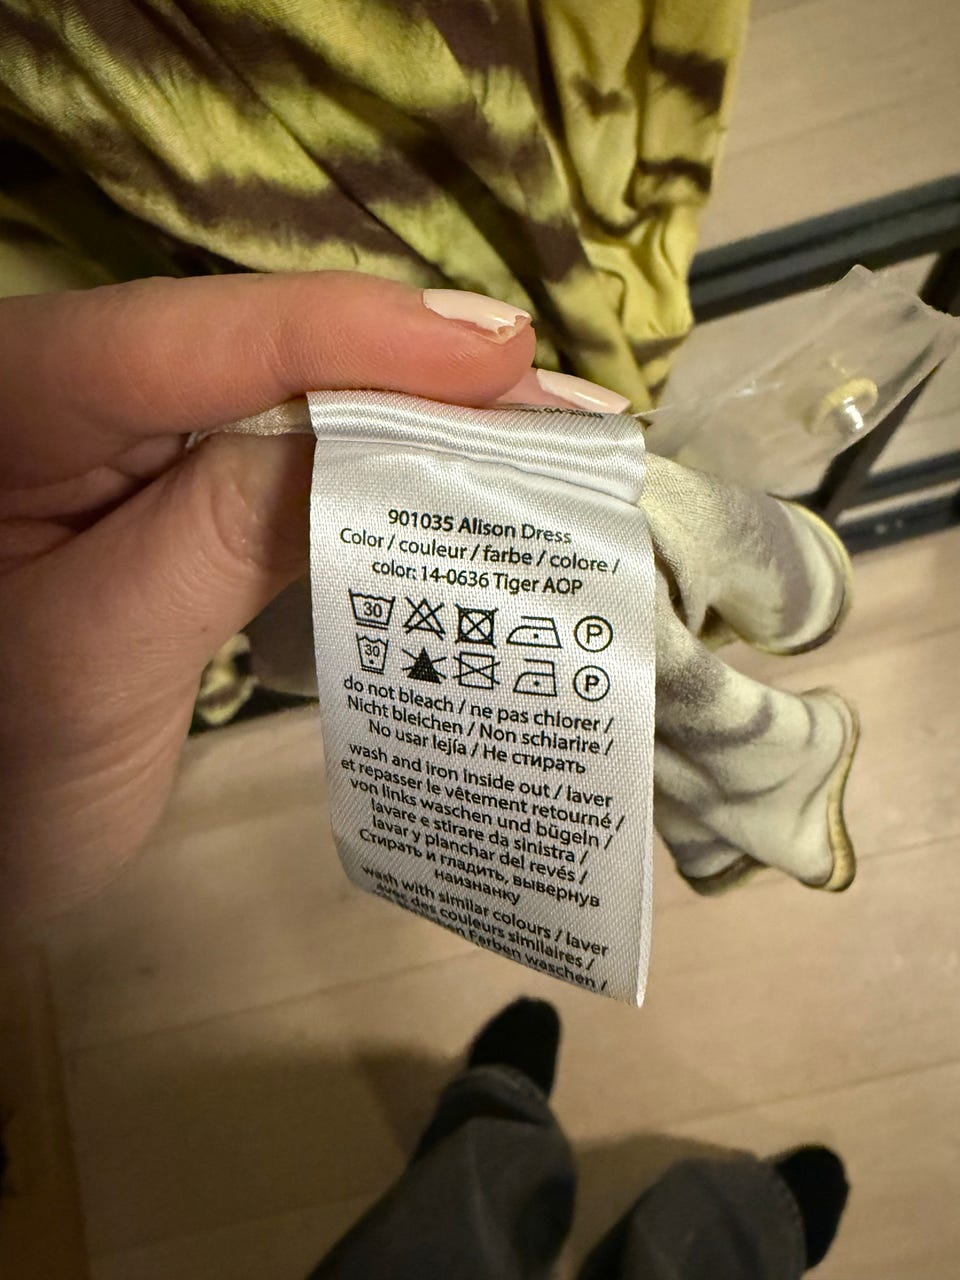 901035 Alison Dress
Color / couleur / farbe / colore /
color: 14-0636 Tiger AOP
30 P
30 P
do not bleach / ne pas chlorer /
Nicht bleichen / Non schiarire /
No usar lejía / Не стирать
wash and iron inside out / laver
et repasser le vêtement retourné /
von links waschen und bügeln /
lavare e stirare da sinistra /
lavar y planchar del revés /
Стирать и гладить, вывернув
наизнанку
wash with similar colours / laver
avec des couleurs similaires /
Farben waschen /